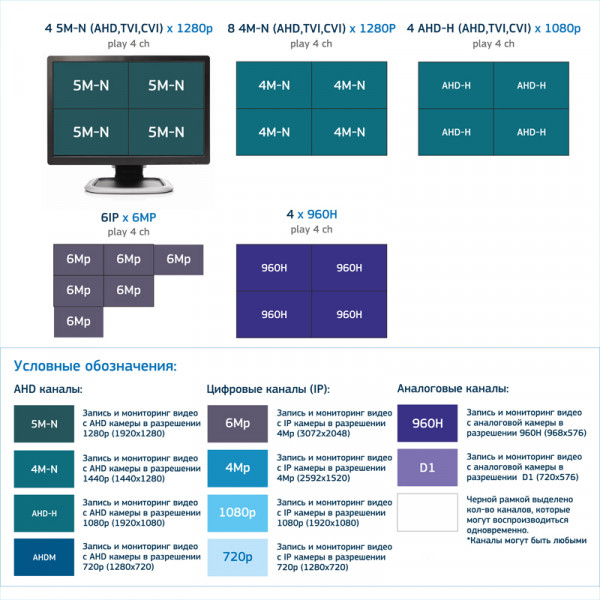 4 5M-N (AHD,TVI,CVI) x 1280p
play 4 ch
8 4M-N (AHD,TVI,CVI) x 1280P
play 4 ch
4 AHD-H (AHD,TVI,CVI) x 1080p
play 4 ch
5M-N 5M-N
5M-N 5M-N
4M-N 4M-N
4M-N 4M-N
AHD-H AHD-H
AHD-H AHD-H
6IP x 6MP
play 4 ch
4 x 960H
play 4 ch
6Mp 6Mp 6Mp
6Mp 6Mp
6Mp
960H 960H
960H 960H
Условные обозначения:
AHD каналы:
5M-N
Запись и мониторинг видео
с AHD камеры в разрешении
1280p (1920x1280)
4M-N
Запись и мониторинг видео
с AHD камеры в разрешении
1440p (1440x1280)
AHD-H
Запись и мониторинг видео
с AHD камеры в разрешении
1080p (1920x1080)
AHDM
Запись и мониторинг видео
с AHD камеры в разрешении
720p (1280x720)
Цифровые каналы (IP):
6Mp
Запись и мониторинг видео
с IP камеры в разрешении
4Mp (3072x2048)
4Mp
Запись и мониторинг видео
с IP камеры в разрешении
4Mp (2592x1520)
1080p
Запись и мониторинг видео
с IP камеры в разрешении
1080p (1920x1080)
720p
Запись и мониторинг видео
с IP камеры в разрешении
720p (1280x720)
Аналоговые каналы:
960H
Запись и мониторинг видео
с аналоговой камеры в
разрешении 960H (968x576)
D1
Запись и мониторинг видео
с аналоговой камеры в
разрешении D1 (720x576)
Черной рамкой выделено
кол-во каналов, которые
могут воспроизводиться
одновременно.
*Каналы могут быть любыми